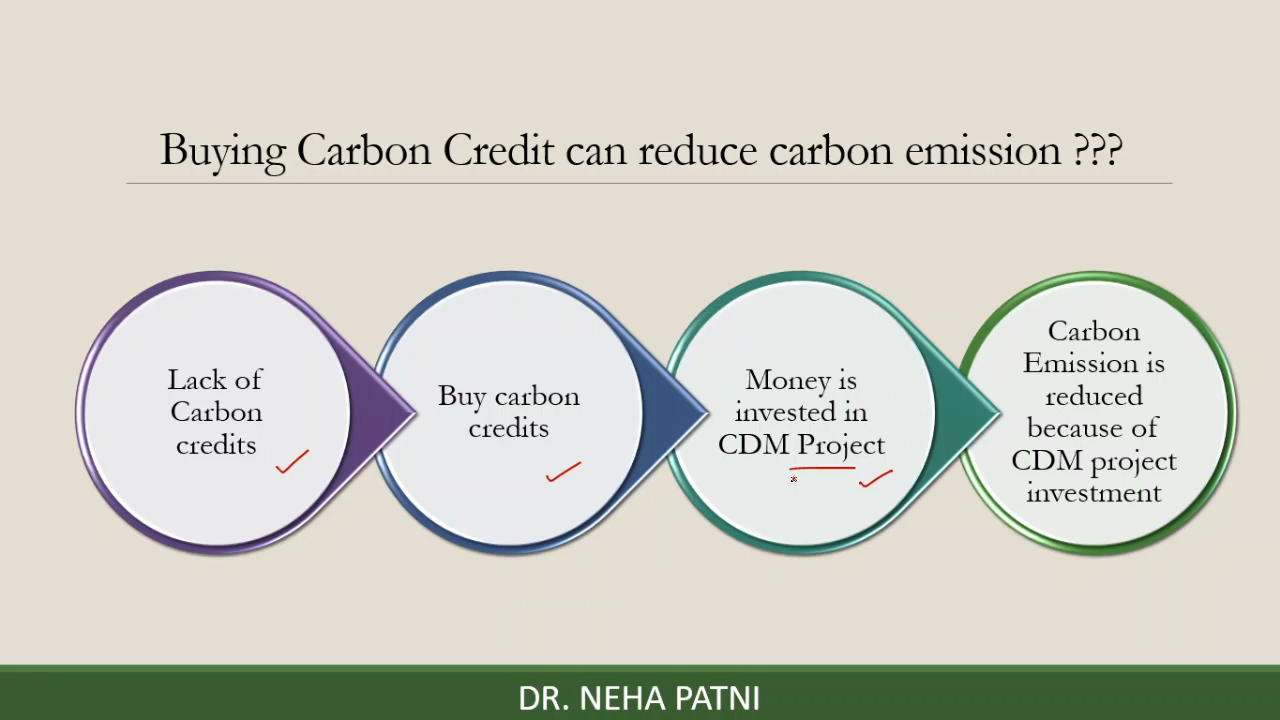 Buying Carbon Credit can reduce carbon emission ???
Lack of
Carbon
credits
Buy carbon
credits
Money is
invested in
CDM Project
Carbon
Emission is
reduced
because of
CDM project
investment
DR. NEHA PATNI